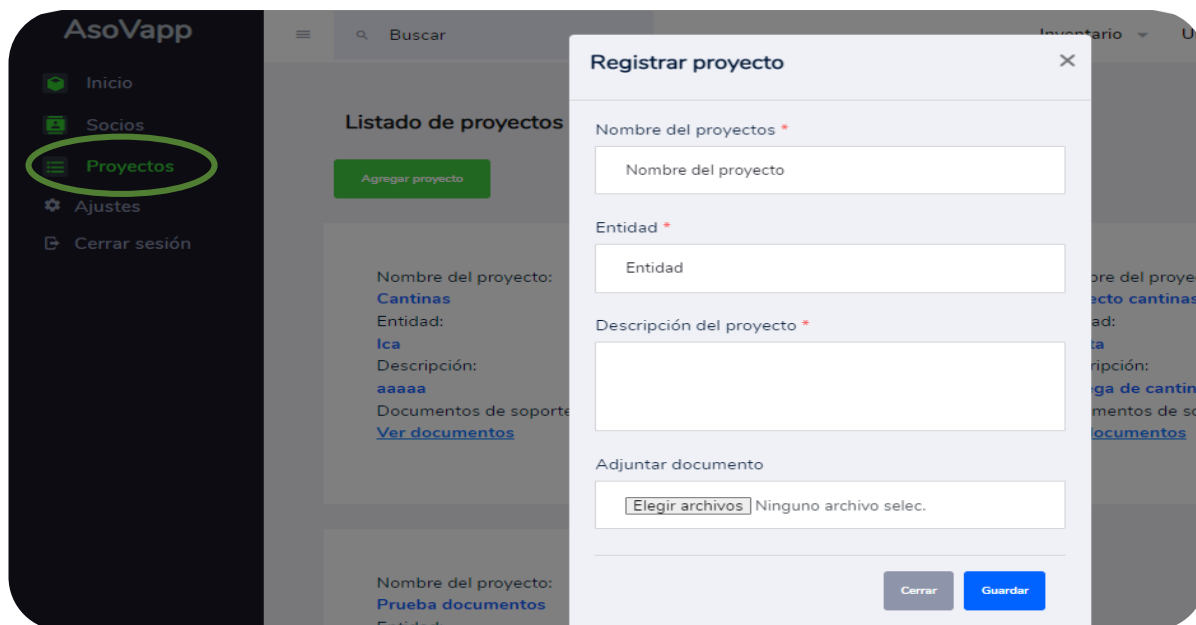 AsoVapp
Inicio
Socios
Proyectos
Ajustes
Cerrar sesión
Buscar
Inventario
Listado de proyectos
Agregar proyecto
Nombre del proyecto:
Cantinas
Entidad:
Ica
Descripción:
aaaaa
Documentos de soporte
Ver documentos
Nombre del proyecto:
Prueba documentos
Entidad:
Registrar proyecto
Nombre del proyectos *
Nombre del proyecto
Entidad *
Entidad
Descripción del proyecto *
Adjuntar documento
Elegir archivos Ninguno archivo selec.
Cerrar Guardar